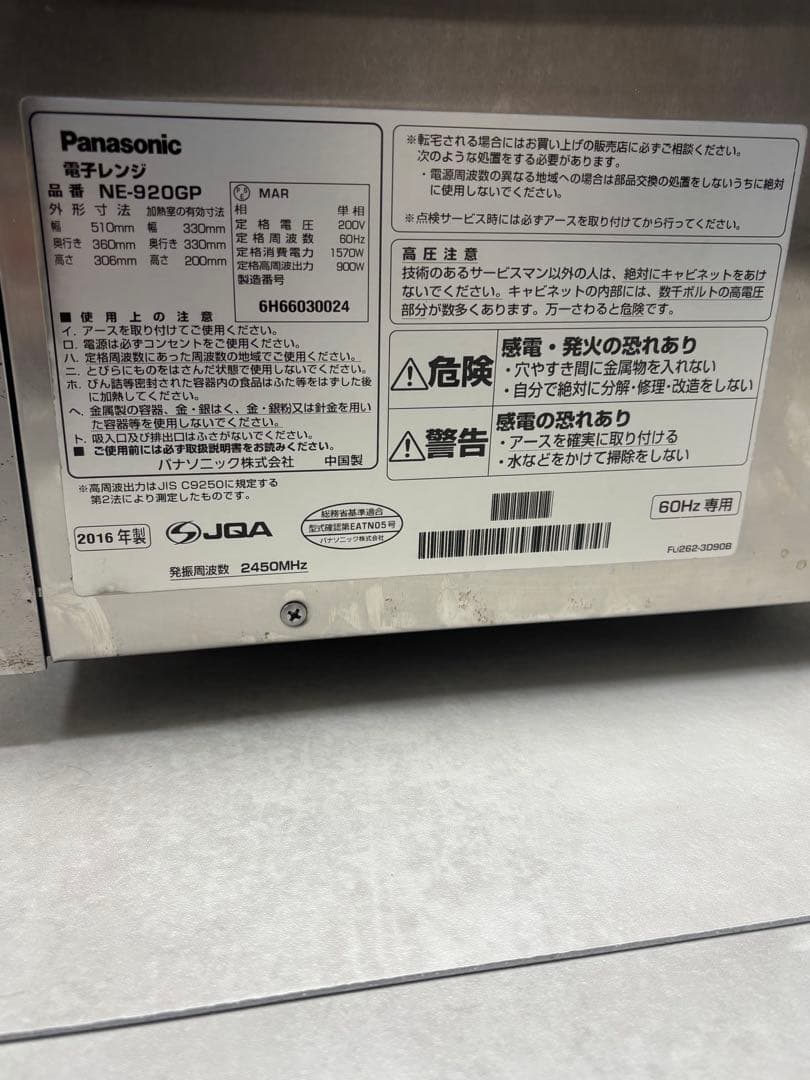 Panasonic
電子レンジ
品番 NE-920GP
外形寸法 加熱室の有効寸法
幅 510mm 幅 330mm
奥行き 360mm 奥行き 330mm
高さ 306mm 高さ 200mm
MAR
相 単相
定格電圧 200V
定格周波数 60Hz
定格消費電力 1570W
定格高周波出力 900W
製造番号
6H66030024
■ 使用上の注意
イ. アースを取り付けてご使用ください。
ロ. 電源は必ずコンセントをご使用ください。
ハ. 定格周波数にあった周波数の地域でご使用ください。
ニ. とびらにものをはさんだ状態で使用しないでください。
ホ. びん詰等密封された容器内の食品はふた等をはずした後
に加熱してください。
ヘ. 金属製の容器、金・銀はく、金・銀粉又は針金を用い
た容器等を使用しないでください。
ト. 吸入口及び排出口はふさがないでください。
■ ご使用前には必ず取扱説明書をお読みください。
パナソニック株式会社 中国製
※高周波出力はJIS C9250に規定する
第2法により測定したものです。
2016年製
JQA
総務省基準適合
型式確認第EATN05号
パナソニック株式会社
発振周波数 2450MHz
※転宅される場合にはお買い上げの販売店に必ずご相談ください。
次のような処置をする必要があります。
・電源周波数の異なる地域への場合は部品交換の処置をしないうちに絶対
に使用しないでください。
※点検サービス時には必ずアースを取り付けてから行ってください。
高圧注意
技術のあるサービスマン以外の人は、絶対にキャビネットをあけ
ないでください。キャビネットの内部には、数千ボルトの高電圧
部分が数多くあります。万一さわると危険です。
危険
感電・発火の恐れあり
・穴やすき間に金属物を入れない
・自分で絶対に分解・修理・改造をしない
警告
感電の恐れあり
・アースを確実に取り付ける
・水などをかけて掃除をしない
60Hz専用
FU262-3D90B